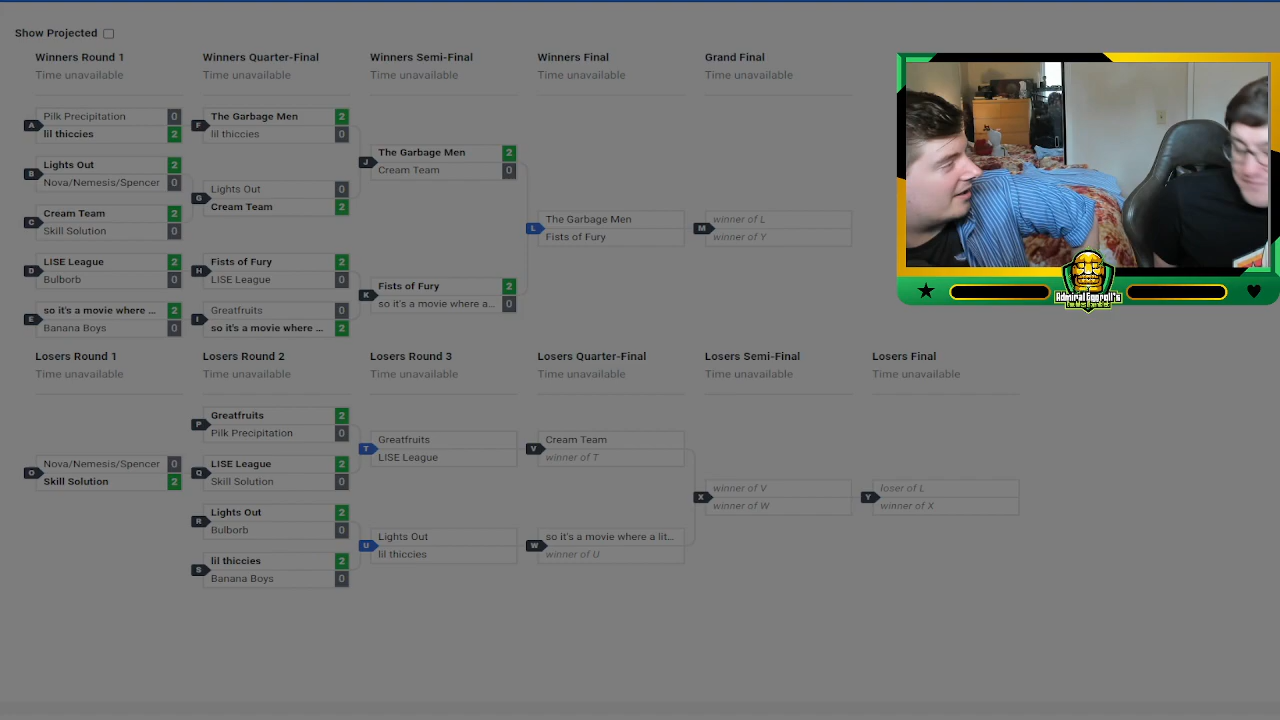 Show Projected
Winners Round 1
Time unavailable
Winners Quarter-Final
Time unavailable
Winners Semi-Final
Time unavailable
Winners Final
Time unavailable
Grand Final
Time unavailable
A
Pilk Precipitation 0
lil thiccies 2
B
Lights Out 2
Nova/Nemesis/Spencer 0
C
Cream Team 2
Skill Solution 0
D
LISE League 2
Bulborb 0
E
so it's a movie where ... 2
Banana Boys 0
F
The Garbage Men 2
lil thiccies 0
G
Lights Out 0
Cream Team 2
H
Fists of Fury 2
LISE League 0
I
Greatfruits 0
so it's a movie where ... 2
J
The Garbage Men 2
Cream Team 0
K
Fists of Fury 2
so it's a movie where a... 0
L
The Garbage Men
Fists of Fury
M
winner of L
winner of Y
Losers Round 1
Time unavailable
Losers Round 2
Time unavailable
Losers Round 3
Time unavailable
Losers Quarter-Final
Time unavailable
Losers Semi-Final
Time unavailable
Losers Final
Time unavailable
O
Nova/Nemesis/Spencer 0
Skill Solution 2
P
Greatfruits 2
Pilk Precipitation 0
Q
LISE League 2
Skill Solution 0
R
Lights Out 2
Bulborb 0
S
lil thiccies 2
Banana Boys 0
T
Greatfruits
LISE League
U
Lights Out
lil thiccies
V
Cream Team
winner of T
W
so it's a movie where a lit...
winner of U
X
winner of V
winner of W
Y
loser of L
winner of X
Admiral Eggroll's